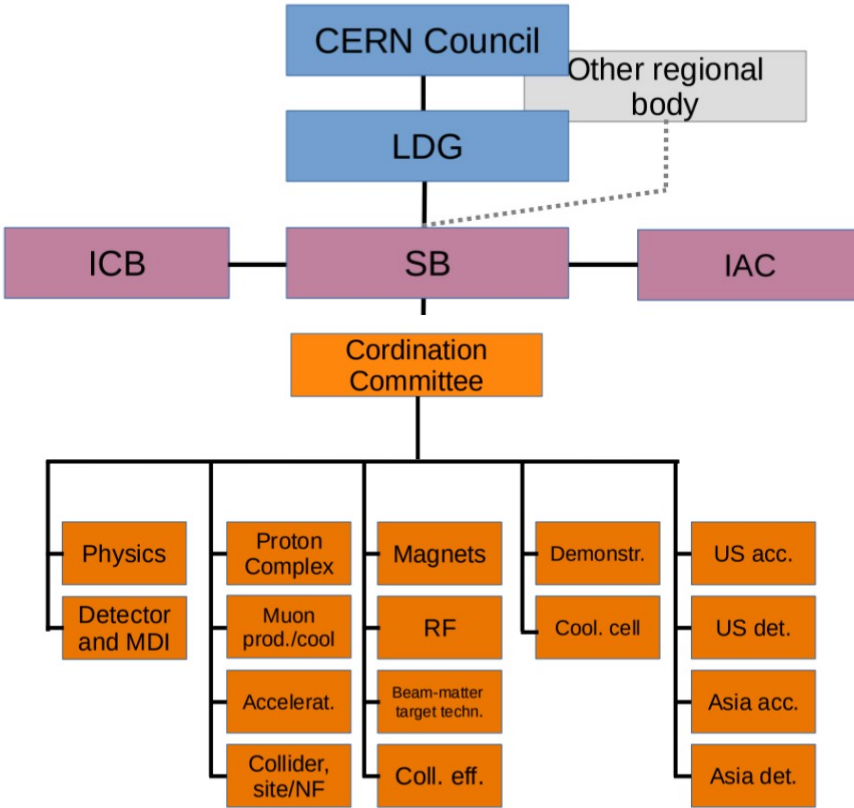 CERN Council
Other regional
body
LDG
ICB
SB
IAC
Cordination
Committee
Physics
Proton
Complex
Magnets
Demonstr.
US acc.
Detector
and MDI
Muon
prod./cool
RF
Cool. cell
US det.
Accelerat.
Beam-matter
target techn.
Asia acc.
Collider,
site/NF
Coll. eff.
Asia det.